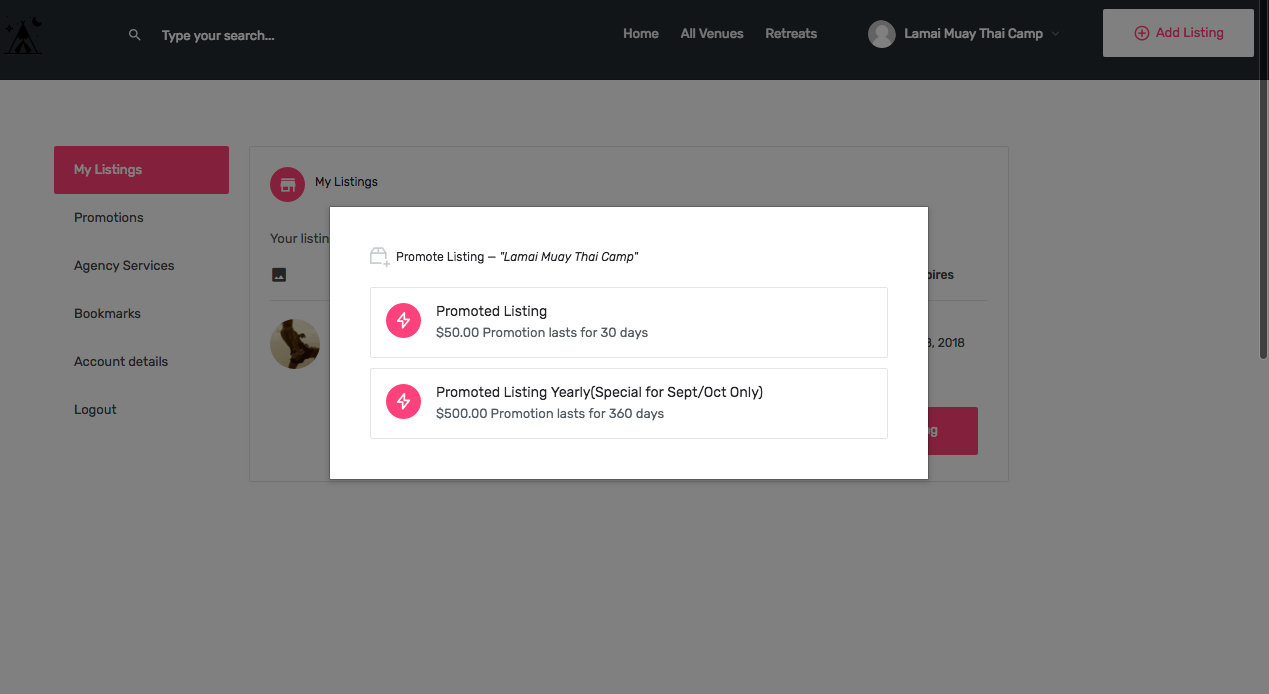 Type your search...
Home
All Venues
Retreats
Lamai Muay Thai Camp
Add Listing
My Listings
Promotions
Agency Services
Bookmarks
Account details
Logout
My Listings
Your listin
pires
8, 2018
g
Promote Listing — "Lamai Muay Thai Camp"
Promoted Listing
$50.00 Promotion lasts for 30 days
Promoted Listing Yearly(Special for Sept/Oct Only)
$500.00 Promotion lasts for 360 days